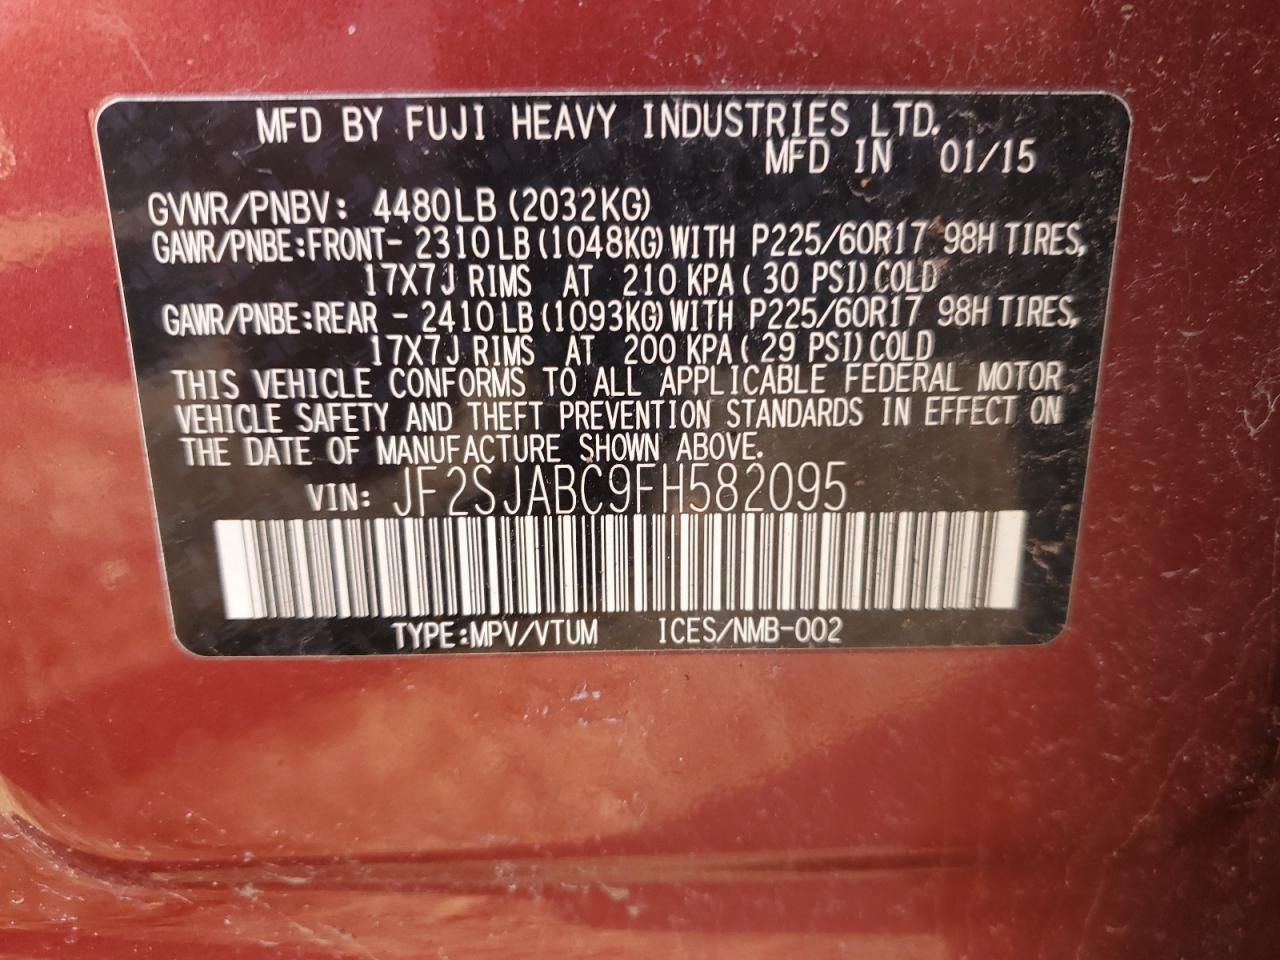 MFD BY FUJI HEAVY INDUSTRIES LTD.
MFD IN 01/15
GVWR/PNBV: 4480LB (2032KG)
GAWR/PNBE:FRONT- 2310LB (1048KG) WITH P225/60R17 98H TIRES,
17X7J RIMS AT 210 KPA ( 30 PSI) COLD
GAWR/PNBE:REAR - 2410LB (1093KG) WITH P225/60R17 98H TIRES,
17X7J RIMS AT 200 KPA ( 29 PSI) COLD
THIS VEHICLE CONFORMS TO ALL APPLICABLE FEDERAL MOTOR
VEHICLE SAFETY AND THEFT PREVENTION STANDARDS IN EFFECT ON
THE DATE OF MANUFACTURE SHOWN ABOVE.
VIN: JF2SJABC9FH582095
TYPE:MPV/VTUM ICES/NMB-002